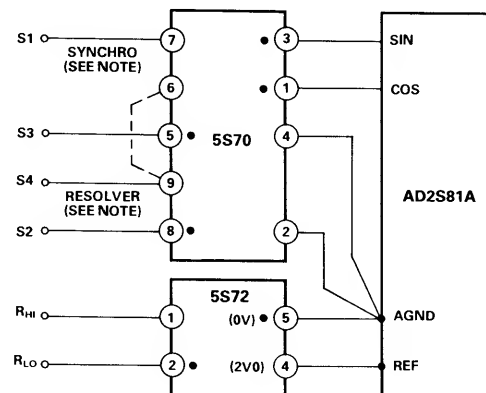 S1
7
3
SIN
SYNCHRO
(SEE NOTE)
6
1
COS
S3
5
5S70
4
AD2S81A
S4
9
RESOLVER
(SEE NOTE)
S2
8
2
5S72
RHI
1
(0V)
5
AGND
RLO
2
(2V0)
4
REF